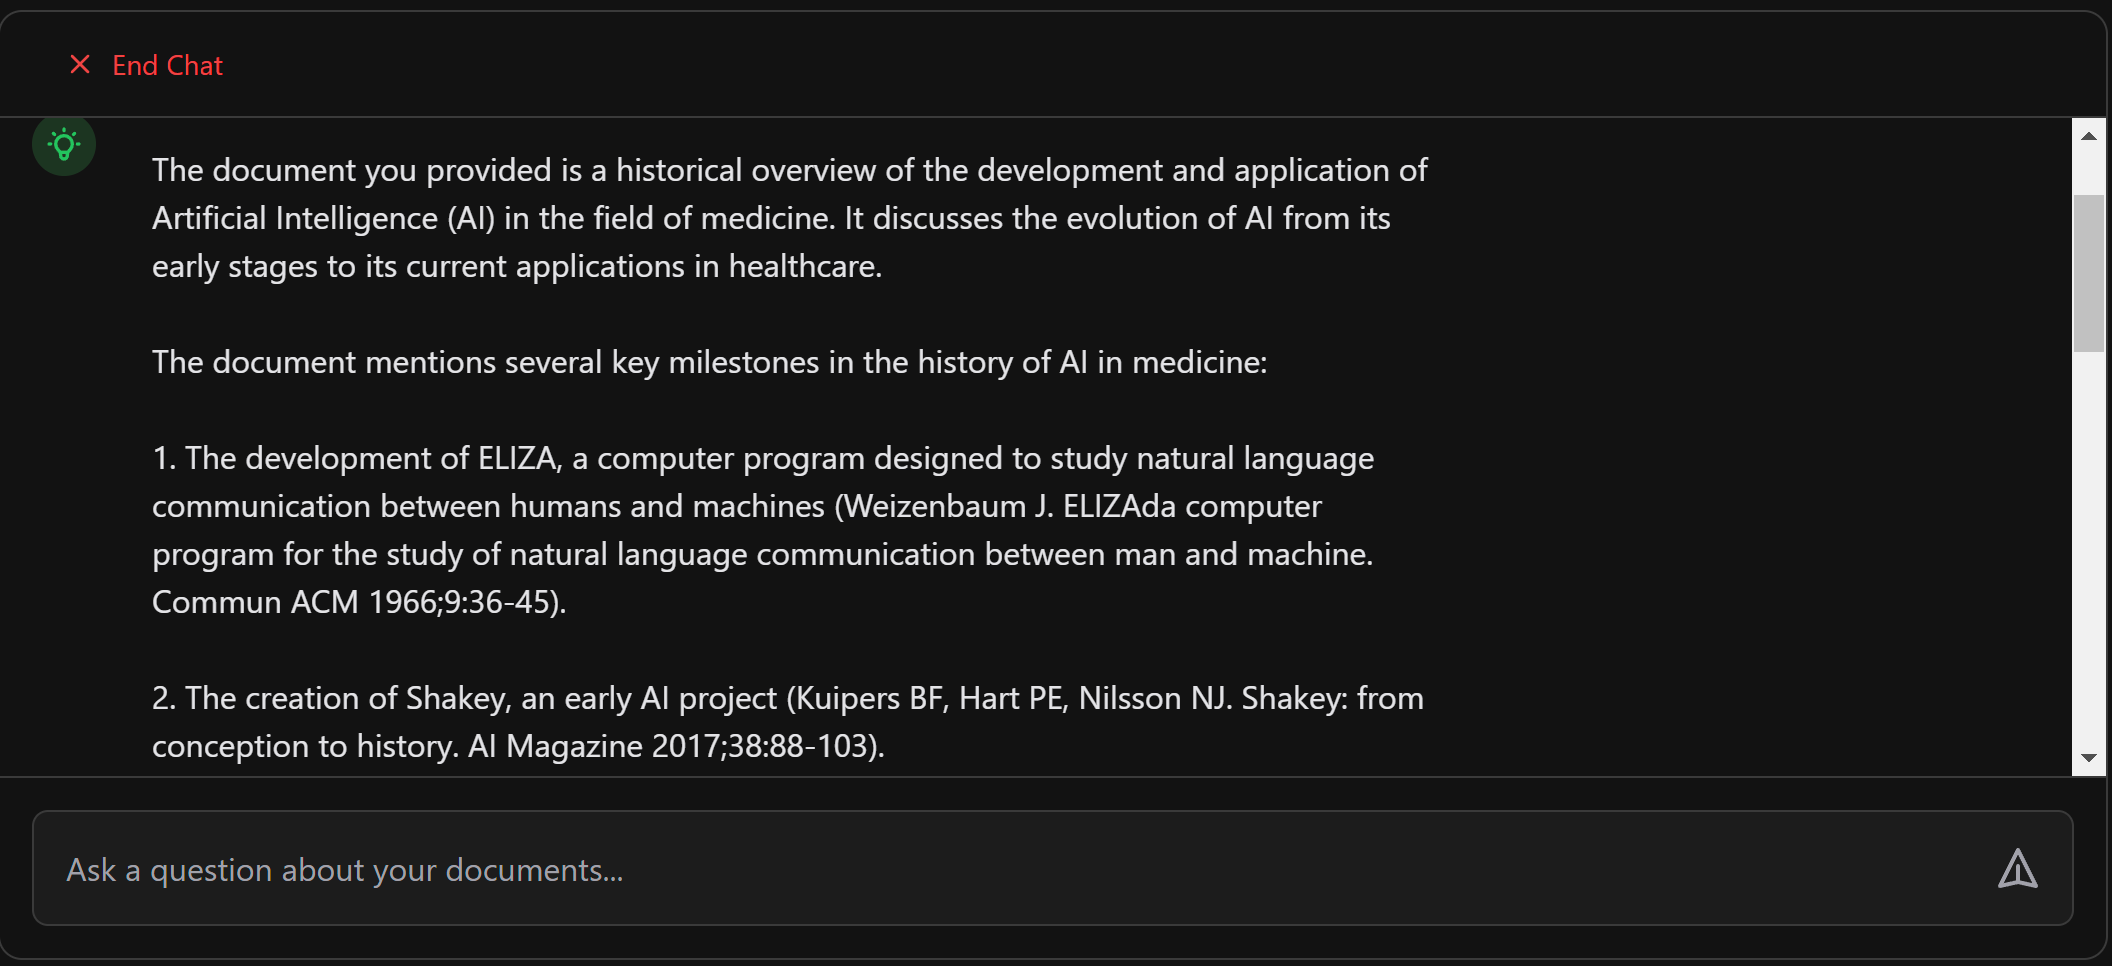 End Chat
The document you provided is a historical overview of the development and application of
Artificial Intelligence (AI) in the field of medicine. It discusses the evolution of AI from its
early stages to its current applications in healthcare.
The document mentions several key milestones in the history of AI in medicine:
1. The development of ELIZA, a computer program designed to study natural language
communication between humans and machines (Weizenbaum J. ELIZAda computer
program for the study of natural language communication between man and machine.
Commun ACM 1966;9:36-45).
2. The creation of Shakey, an early AI project (Kuipers BF, Hart PE, Nilsson NJ. Shakey: from
conception to history. AI Magazine 2017;38:88-103).
Ask a question about your documents...